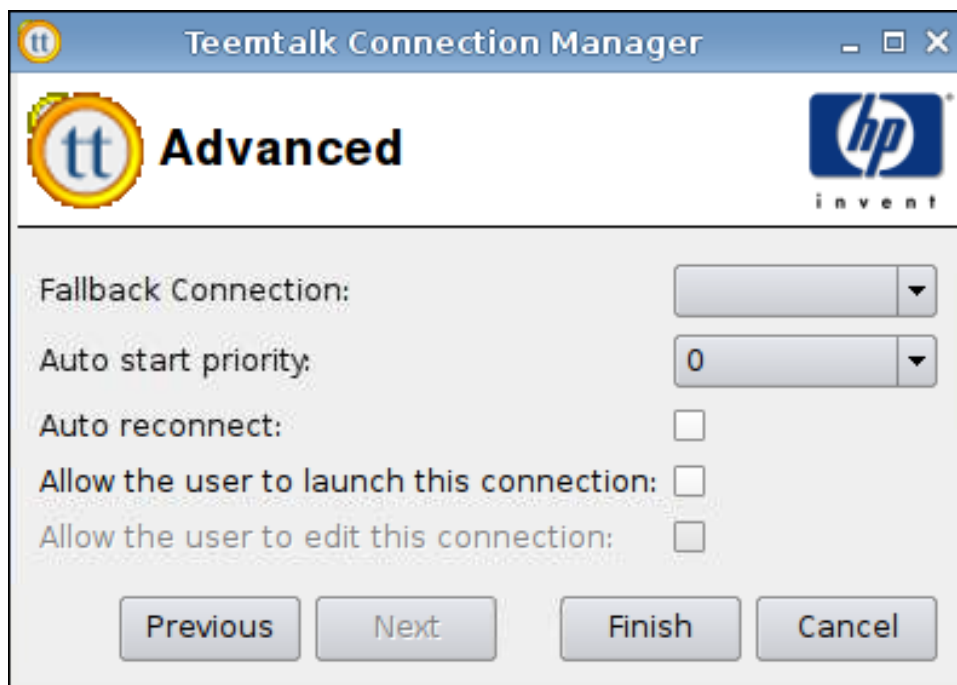 tt Teemtalk Connection Manager
tt Advanced
hp
invent
Fallback Connection:
Auto start priority: 0
Auto reconnect:
Allow the user to launch this connection:
Allow the user to edit this connection:
Previous Next Finish Cancel